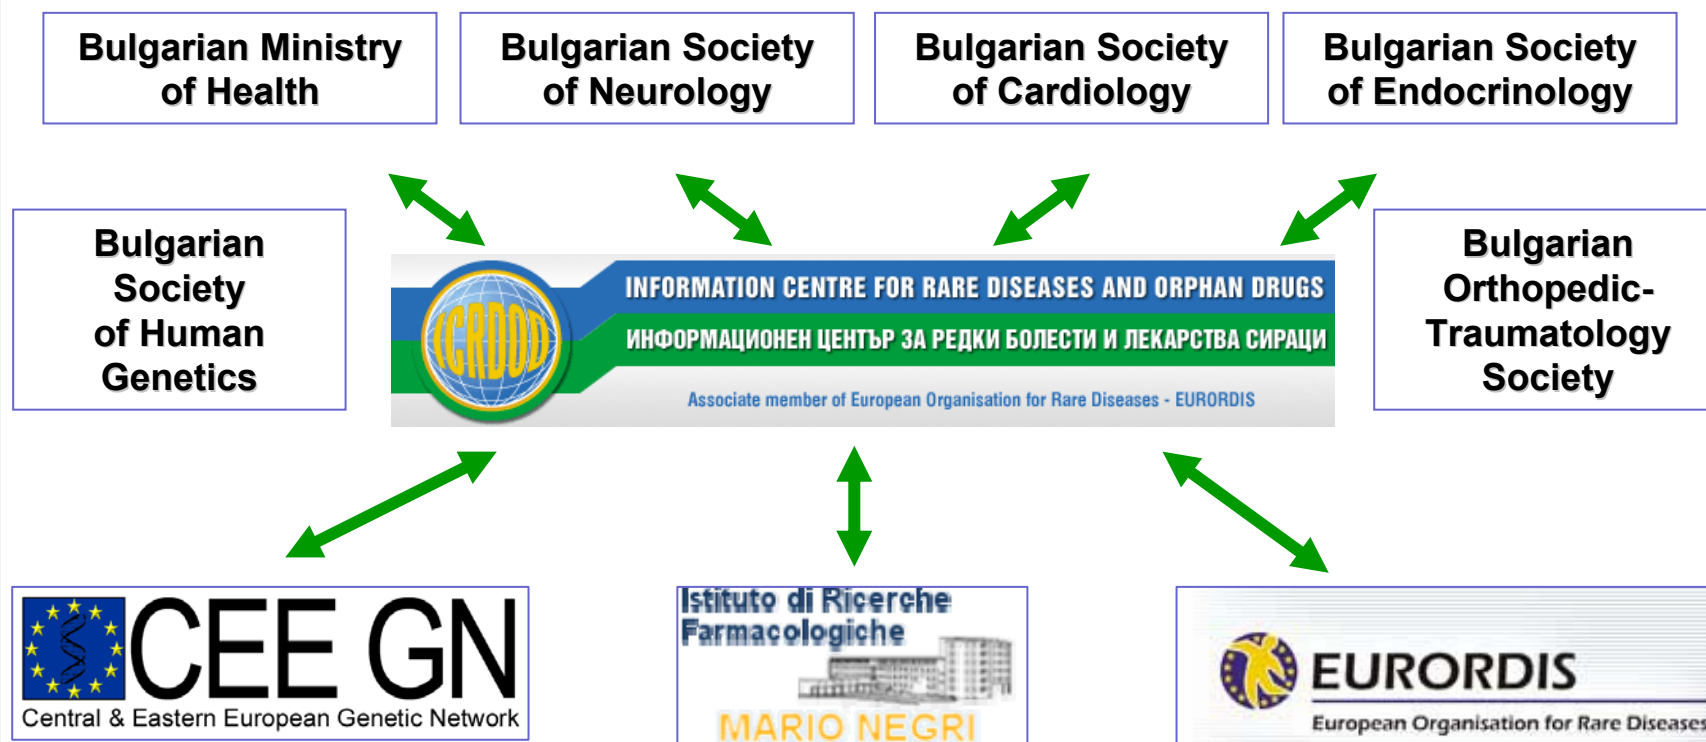 Bulgarian Ministry
of Health
Bulgarian Society
of Neurology
Bulgarian Society
of Cardiology
Bulgarian Society
of Endocrinology
Bulgarian
Society
of Human
Genetics
ICRDOD
INFORMATION CENTRE FOR RARE DISEASES AND ORPHAN DRUGS
ИНФОРМАЦИОНЕН ЦЕНТЪР ЗА РЕДКИ БОЛЕСТИ И ЛЕКАРСТВА СИРАЦИ
Associate member of European Organisation for Rare Diseases - EURORDIS
Bulgarian
Orthopedic-
Traumatology
Society
CEE GN
Central & Eastern European Genetic Network
Istituto di Ricerche
Farmacologiche
MARIO NEGRI
EURORDIS
European Organisation for Rare Diseases